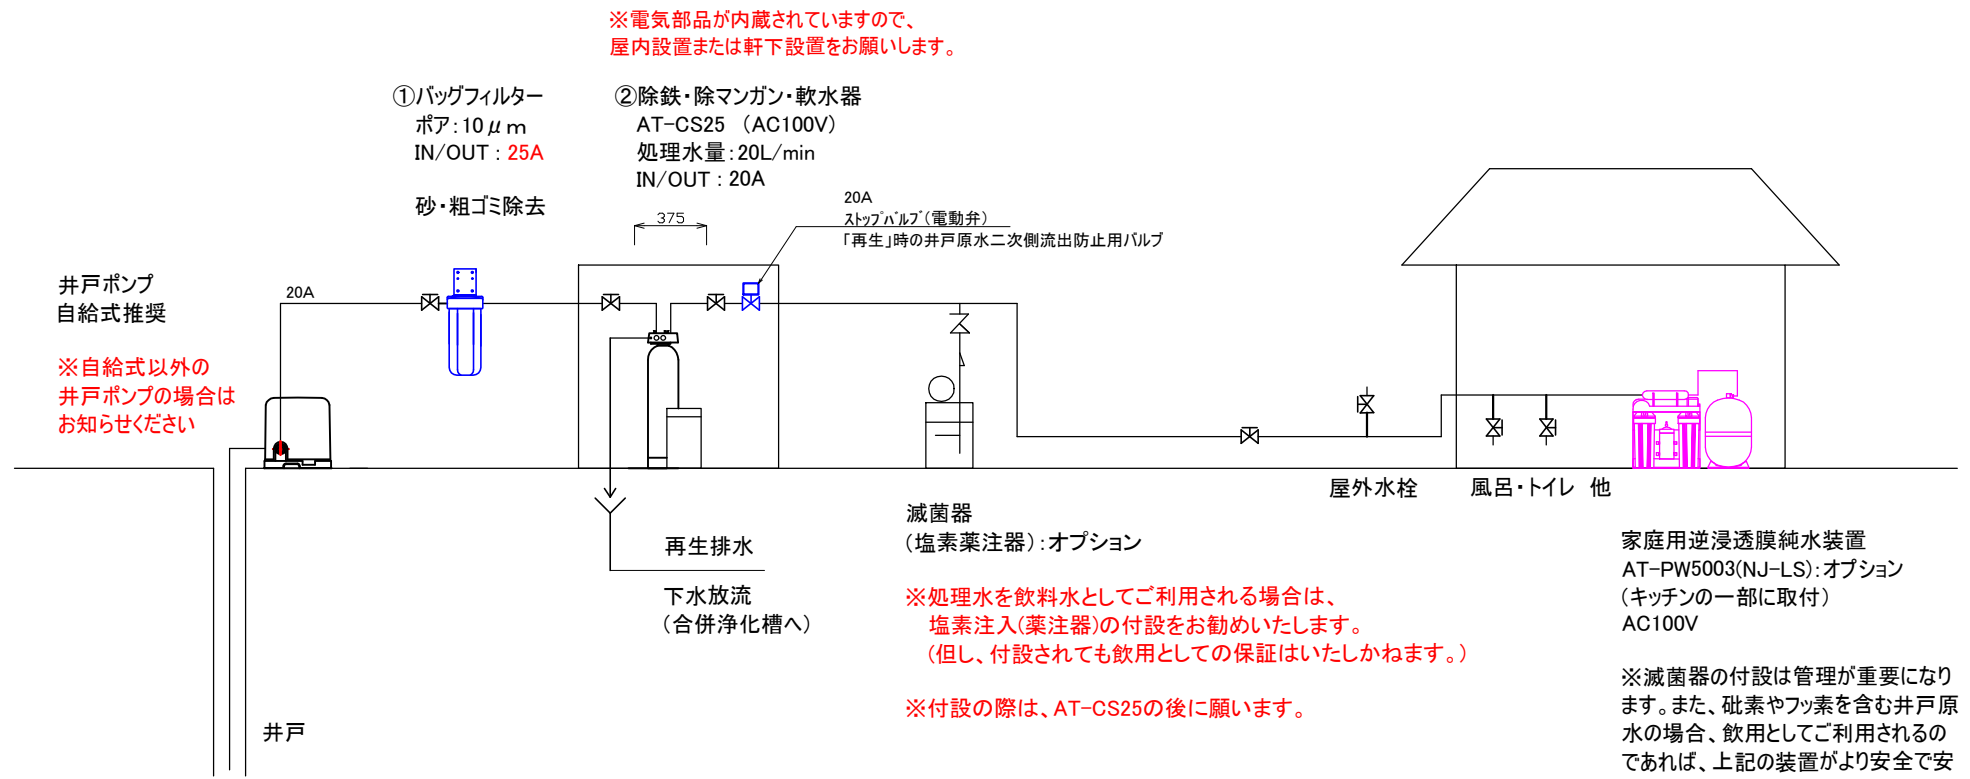 ※電気部品が内蔵されていますので、
屋内設置または軒下設置をお願いします。
①バッグフィルター
ポア：10μm
IN/OUT：25A
砂・粗ゴミ除去
②除鉄・除マンガン・軟水器
AT-CS25 （AC100V）
処理水量：20L/min
IN/OUT：20A
375
20A
ストップバルブ（電動弁）
「再生」時の井戸原水二次側流出防止用バルブ
井戸ポンプ
自給式推奨
※自給式以外の
井戸ポンプの場合は
お知らせください
20A
井戸
再生排水
下水放流
（合併浄化槽へ）
滅菌器
（塩素薬注器）：オプション
※処理水を飲料水としてご利用される場合は、
塩素注入(薬注器)の付設をお勧めいたします。
（但し、付設されても飲用としての保証はいたしかねます。）
※付設の際は、AT-CS25の後に願います。
屋外水栓
風呂・トイレ 他
家庭用逆浸透膜純水装置
AT-PW5003(NJ-LS)：オプション
（キッチンの一部に取付）
AC100V
※滅菌器の付設は管理が重要になり
ます。また、砒素やフッ素を含む井戸原
水の場合、飲用としてご利用されるの
であれば、上記の装置がより安全で安